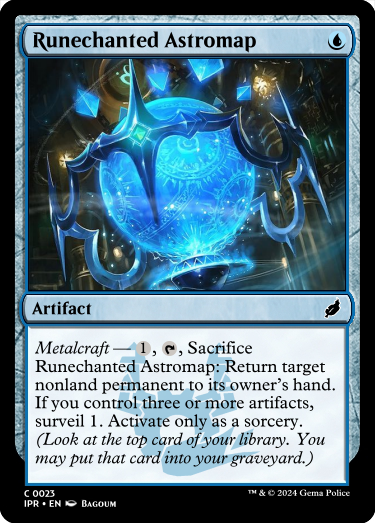 Runechanted Astromap
Artifact
Metalcraft — 1, , Sacrifice
Runechanted Astromap: Return target
nonland permanent to its owner's hand.
If you control three or more artifacts,
surveil 1. Activate only as a sorcery.
(Look at the top card of your library. You
may put that card into your graveyard.)
C 0023
IPR • EN Bagoum
™ & © 2024 Gema Police